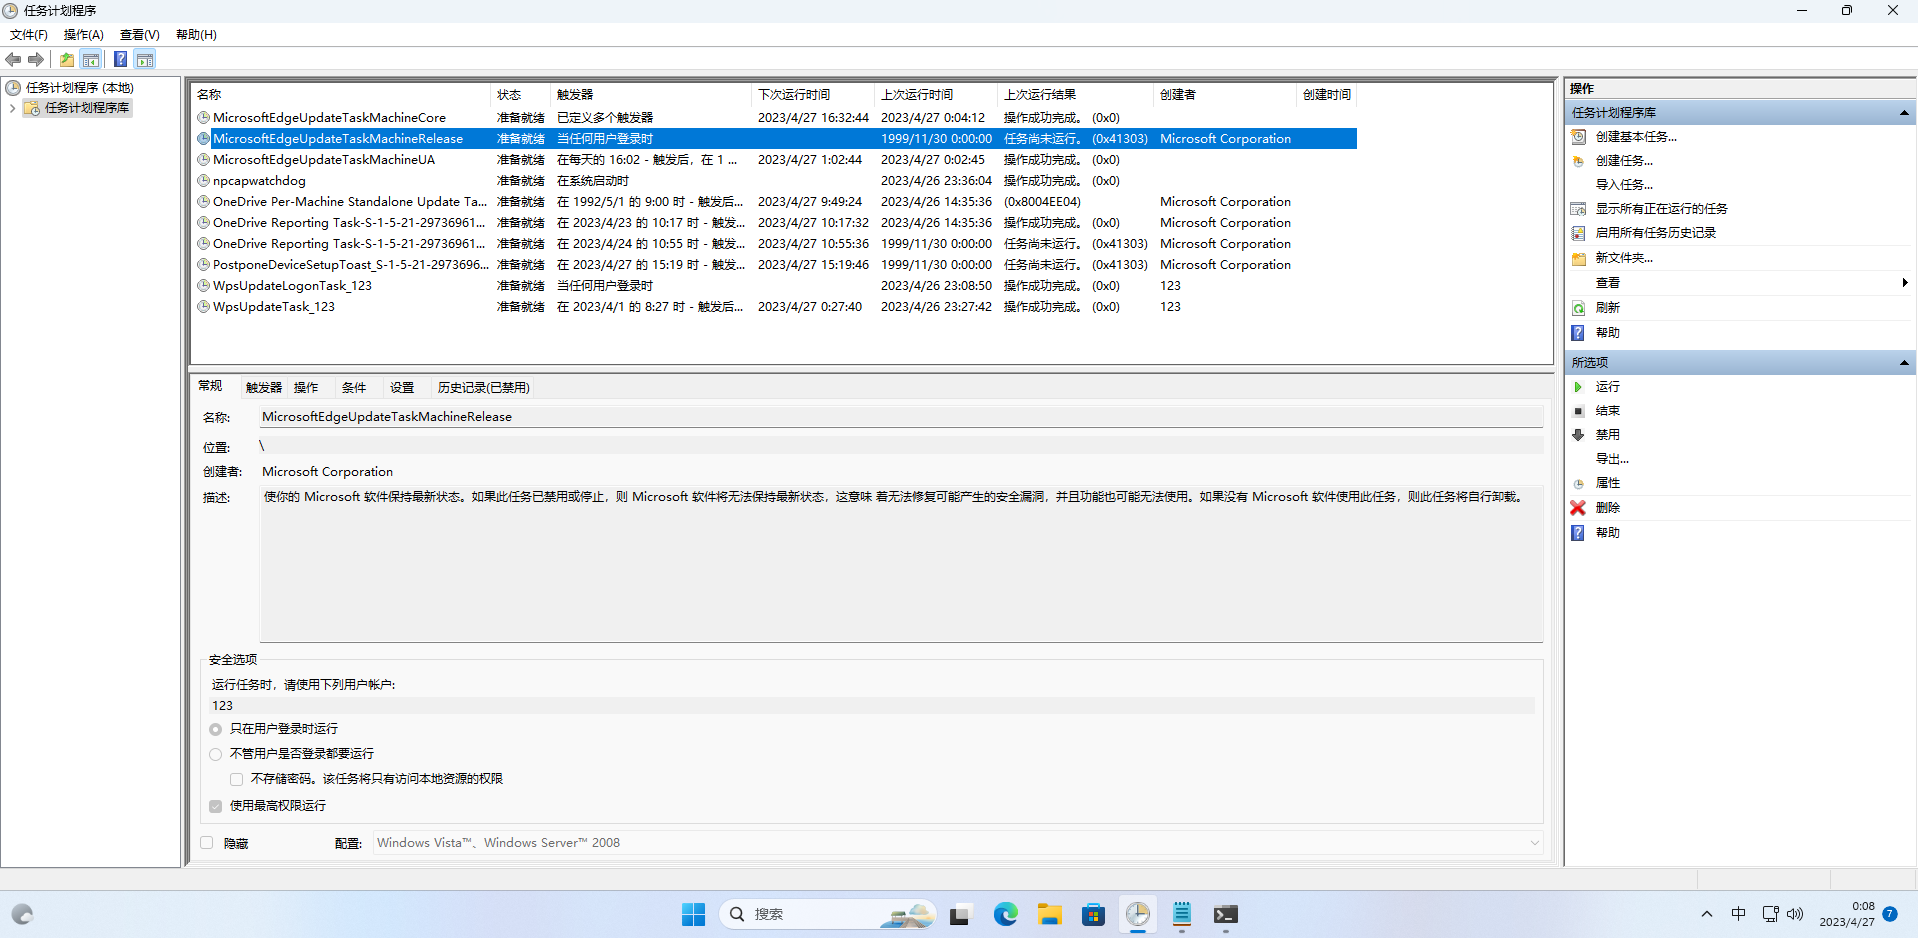 任务计划程序
文件(F) 操作(A) 查看(V) 帮助(H)
任务计划程序 (本地)
任务计划程序库
名称 状态 触发器 下次运行时间 上次运行时间 上次运行结果 创建者 创建时间
MicrosoftEdgeUpdateTaskMachineCore 准备就绪 已定义多个触发器 2023/4/27 16:32:44 2023/4/27 0:04:12 操作成功完成。 (0x0)
MicrosoftEdgeUpdateTaskMachineRelease 准备就绪 当任何用户登录时 1999/11/30 0:00:00 任务尚未运行。 (0x41303) Microsoft Corporation
MicrosoftEdgeUpdateTaskMachineUA 准备就绪 在每天的 16:02 - 触发后，在 1 ... 2023/4/27 1:02:44 2023/4/27 0:02:45 操作成功完成。 (0x0)
npcapwatchdog 准备就绪 在系统启动时 2023/4/26 23:36:04 操作成功完成。 (0x0)
OneDrive Per-Machine Standalone Update Ta... 准备就绪 在 1992/5/1 的 9:00 时 - 触发后... 2023/4/27 9:49:24 2023/4/26 14:35:36 (0x8004EE04) Microsoft Corporation
OneDrive Reporting Task-S-1-5-21-29736961... 准备就绪 在 2023/4/23 的 10:17 时 - 触发... 2023/4/27 10:17:32 2023/4/26 14:35:36 操作成功完成。 (0x0) Microsoft Corporation
OneDrive Reporting Task-S-1-5-21-29736961... 准备就绪 在 2023/4/24 的 10:55 时 - 触发... 2023/4/27 10:55:36 1999/11/30 0:00:00 任务尚未运行。 (0x41303) Microsoft Corporation
PostponeDeviceSetupToast_S-1-5-21-2973696... 准备就绪 在 2023/4/27 的 15:19 时 - 触发... 2023/4/27 15:19:46 1999/11/30 0:00:00 任务尚未运行。 (0x41303) Microsoft Corporation
WpsUpdateLogonTask_123 准备就绪 当任何用户登录时 2023/4/26 23:08:50 操作成功完成。 (0x0) 123
WpsUpdateTask_123 准备就绪 在 2023/4/1 的 8:27 时 - 触发后... 2023/4/27 0:27:40 2023/4/26 23:27:42 操作成功完成。 (0x0) 123
常规 触发器 操作 条件 设置 历史记录(已禁用)
名称: MicrosoftEdgeUpdateTaskMachineRelease
位置: \
创建者: Microsoft Corporation
描述: 使你的 Microsoft 软件保持最新状态。如果此任务已禁用或停止，则 Microsoft 软件将无法保持最新状态，这意味 着无法修复可能产生的安全漏洞，并且功能也可能无法使用。如果没有 Microsoft 软件使用此任务，则此任务将自行卸载。
安全选项
运行任务时，请使用下列用户帐户:
123
只在用户登录时运行
不管用户是否登录都要运行
不存储密码。该任务将只有访问本地资源的权限
使用最高权限运行
隐藏 配置: Windows Vista™、Windows Server™ 2008
操作
任务计划程序库
创建基本任务...
创建任务...
导入任务...
显示所有正在运行的任务
启用所有任务历史记录
新文件夹...
查看
刷新
帮助
所选项
运行
结束
禁用
导出...
属性
删除
帮助
搜索
中
0:08
2023/4/27
7